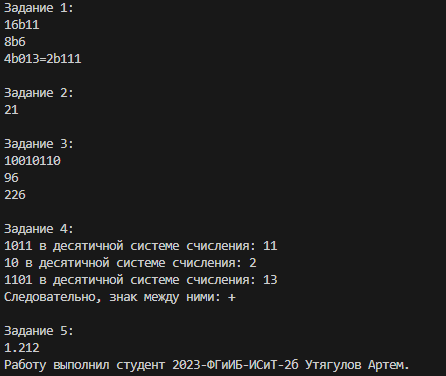 Задание 1:
16b11
8b6
4b013=2b111
Задание 2:
21
Задание 3:
10010110
96
226
Задание 4:
1011 в десятичной системе счисления: 11
10 в десятичной системе счисления: 2
1101 в десятичной системе счисления: 13
Следовательно, знак между ними: +
Задание 5:
1.212
Работу выполнил студент 2023-ФГиИБ-ИСиТ-2б Утягулов Артем.